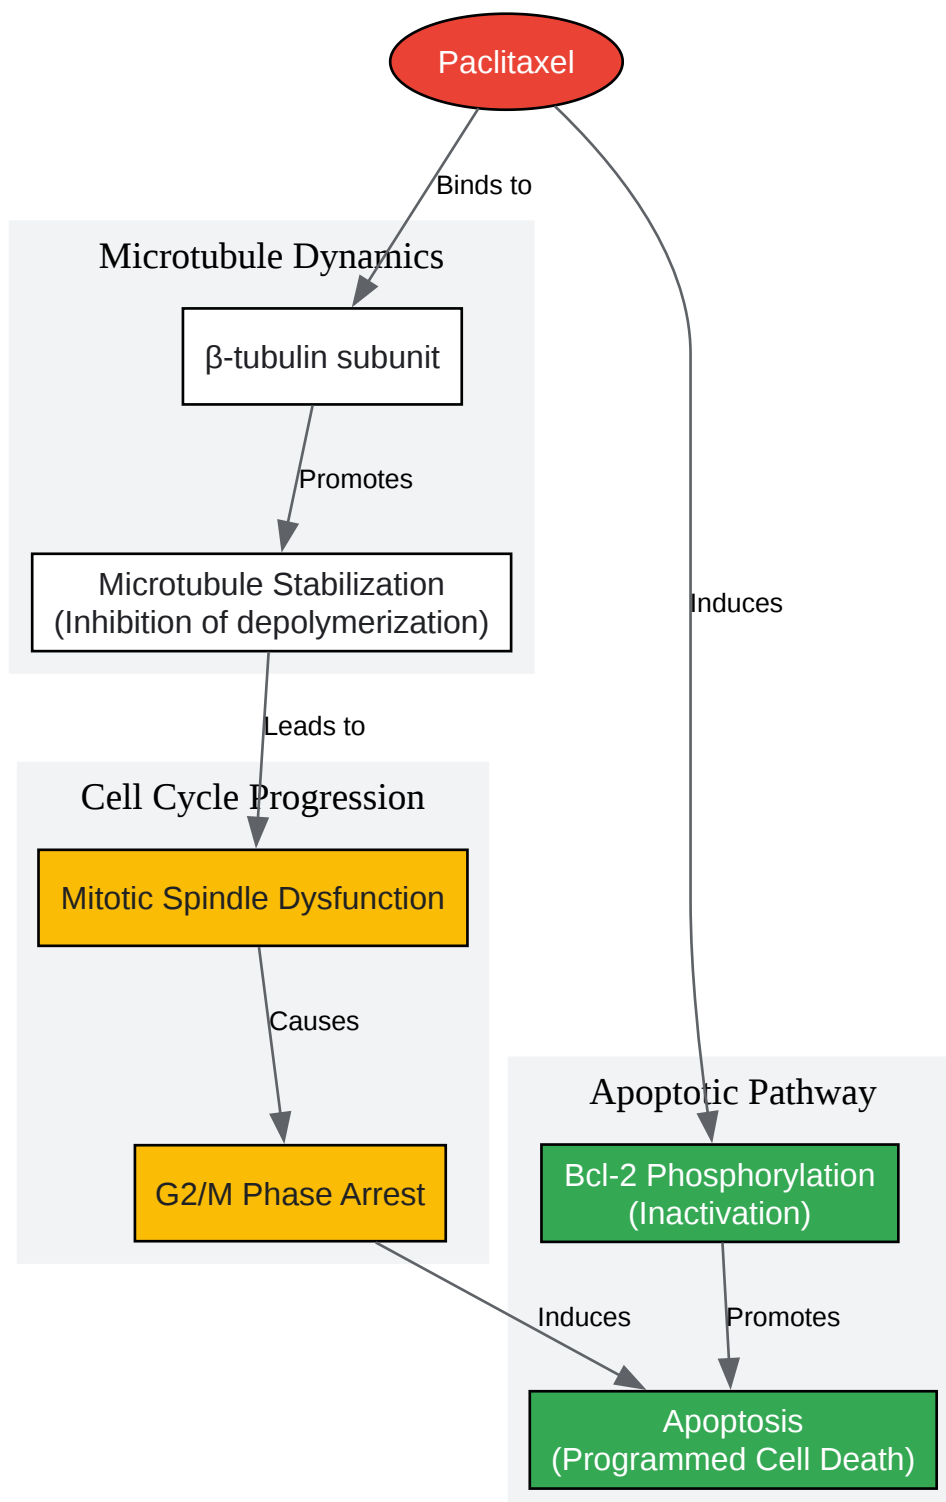 Paclitaxel
Binds to
Microtubule Dynamics
β-tubulin subunit
Promotes
Microtubule Stabilization
(Inhibition of depolymerization)
Induces
Leads to
Cell Cycle Progression
Mitotic Spindle Dysfunction
Causes
Apoptotic Pathway
G2/M Phase Arrest
Bcl-2 Phosphorylation
(Inactivation)
Induces
Promotes
Apoptosis
(Programmed Cell Death)